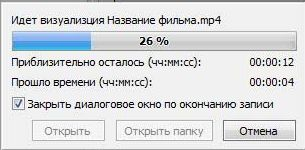 Идет визуализция Название фильма.mp4
26 %
Приблизительно осталось (чч:мм:сс): 00:00:12
Прошло времени (чч:мм:сс): 00:00:04
Закрыть диалоговое окно по окончанию записи
Открыть Открыть папку Отмена